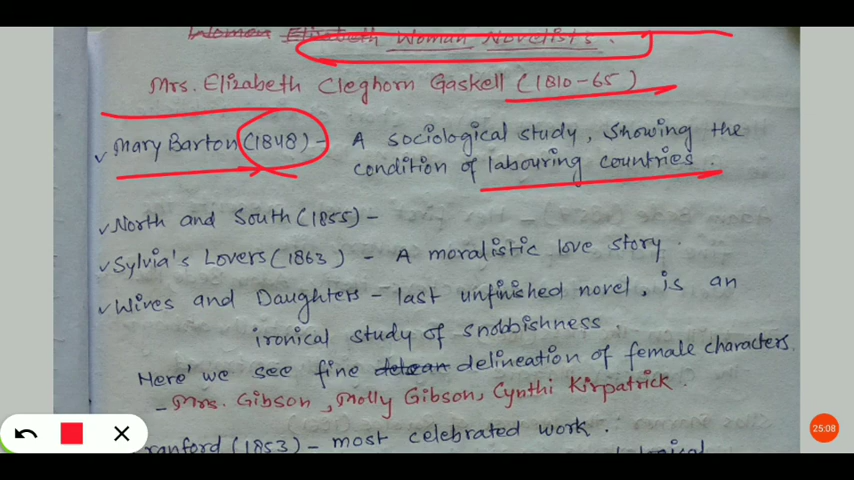 Women Elizabeth Woman Novelists.
Mrs. Elizabeth Cleghorn Gaskell (1810-65)
✓ Mary Barton (1848) - A sociological study, showing the
condition of labouring countries.
✓ North and South (1855) -
✓ Sylvia's Lovers (1863) - A moralistic love story.
✓ Wives and Daughters - last unfinished novel, is an
ironical study of snobbishness.
Here' we see fine delineation of female characters.
- Mrs. Gibson, Molly Gibson, Cynthi Kirpatrick.
ranford (1853) - most celebrated work.
25:08